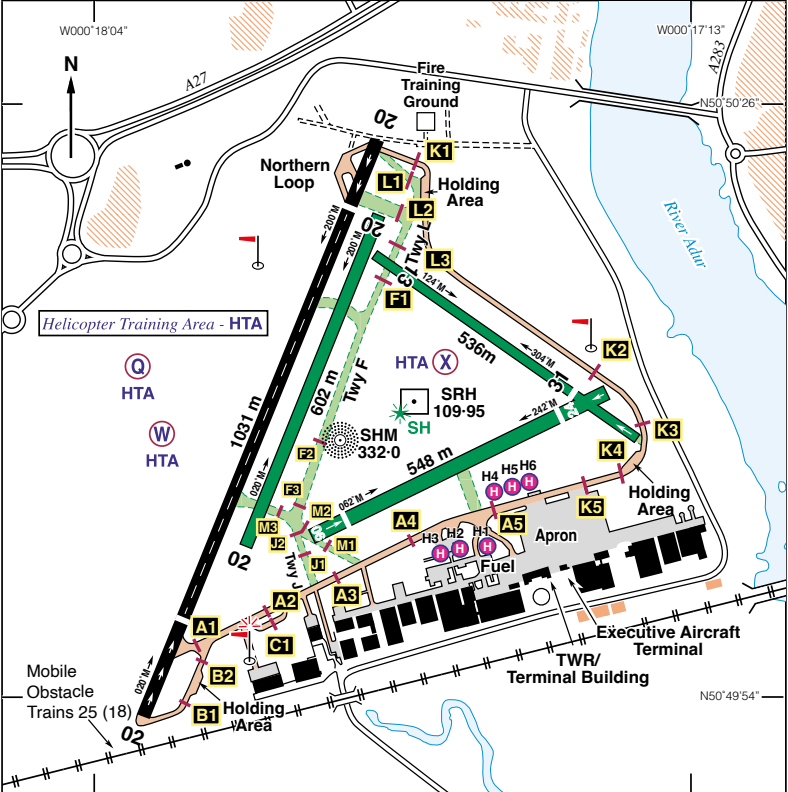 W000˚18’04
W000˚17’13
A27
A283
N
N50˚50’26
Fire
Training
Ground
20
K1
Northern
Loop
L1
Holding
Area
L2
200˚M
20
200˚M
Twy L
L3
13
124˚M
F1
River Adur
Helicopter Training Area - HTA
Q
HTA
W
HTA
HTA X
536m
304˚M
K2
31
1031 m
602 m
Twy F
SRH
109·95
SH
242˚M
24
SHM
332·0
F2
548 m
K3
K4
H4
H5
H6
H
H
H
020˚M
062˚M
F3
M2
M3
J2
06
M1
J1
Twy J
02
A4
H3
H2
H1
H
H
H
A5
K5
Holding
Area
Apron
Fuel
A3
A2
A1
C1
B2
B1
020˚M
02
Holding
Area
Mobile
Obstacle
Trains 25 (18)
Executive Aircraft
Terminal
TWR/
Terminal Building
N50˚49’54